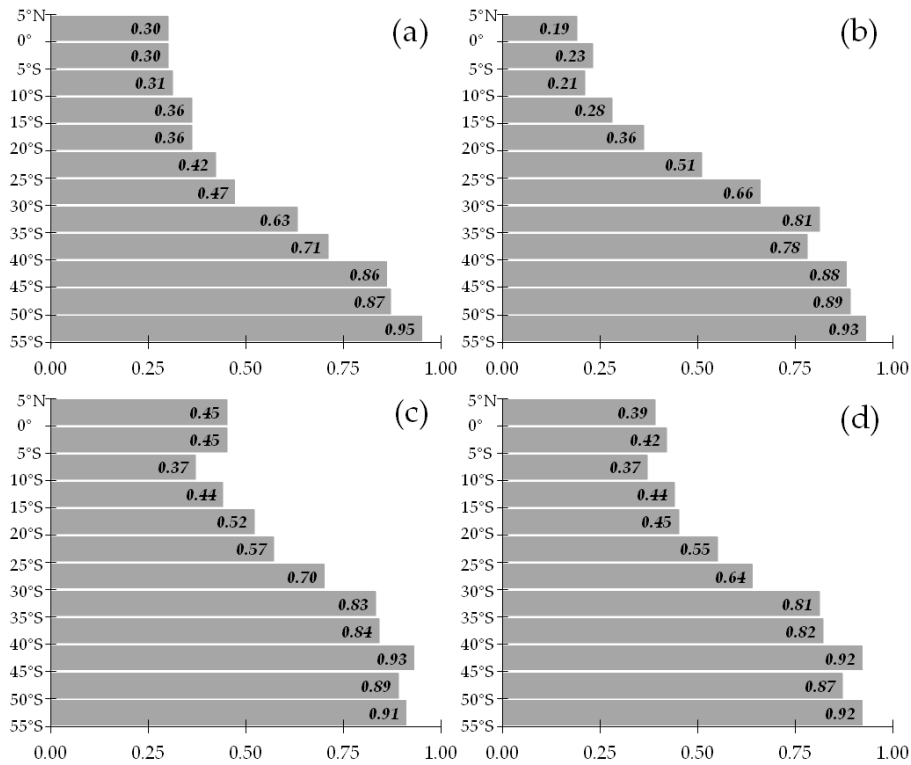 5°N
0.30
(a)
0°
0.30
5°S
0.31
10°S
0.36
15°S
0.36
20°S
0.42
25°S
0.47
30°S
0.63
35°S
0.71
40°S
0.86
45°S
0.87
50°S
0.95
55°S
0.00 0.25 0.50 0.75 1.00
5°N
0.19
(b)
0°
0.23
5°S
0.21
10°S
0.28
15°S
0.36
20°S
0.51
25°S
0.66
30°S
0.81
35°S
0.78
40°S
0.88
45°S
0.89
50°S
0.93
55°S
0.00 0.25 0.50 0.75 1.00
5°N
0.45
(c)
0°
0.45
5°S
0.37
10°S
0.44
15°S
0.52
20°S
0.57
25°S
0.70
30°S
0.83
35°S
0.84
40°S
0.93
45°S
0.89
50°S
0.91
55°S
0.00 0.25 0.50 0.75 1.00
5°N
0.39
(d)
0°
0.42
5°S
0.37
10°S
0.44
15°S
0.45
20°S
0.55
25°S
0.64
30°S
0.81
35°S
0.82
40°S
0.92
45°S
0.87
50°S
0.92
55°S
0.00 0.25 0.50 0.75 1.00